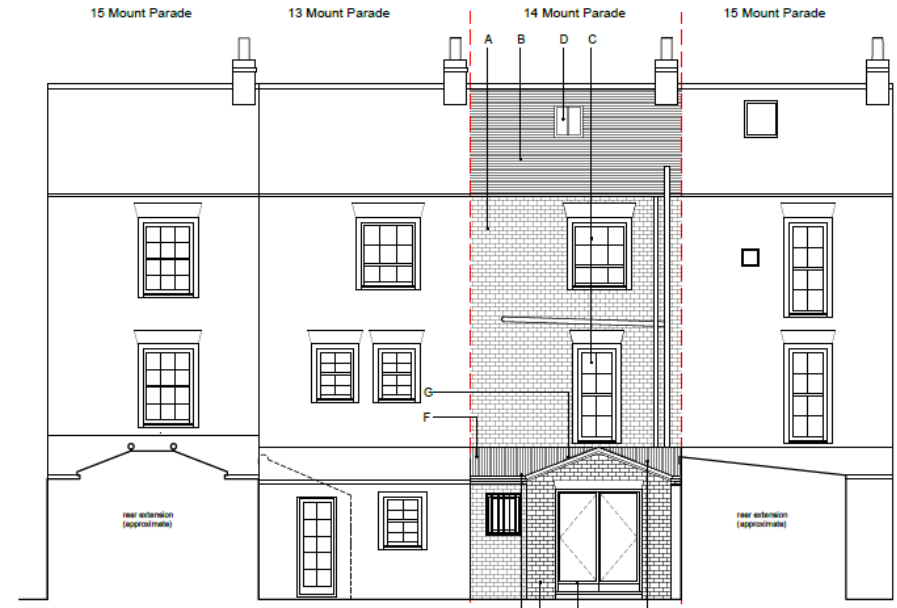 15 Mount Parade
13 Mount Parade
14 Mount Parade
15 Mount Parade
A
B
D
C
G
F
rear extension
(approximate)
rear extension
(approximate)